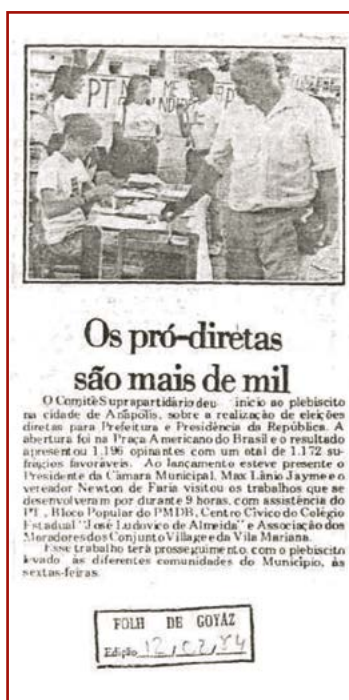 PT
Os pró-diretas
são mais de mil
O Comitê Suprapartidário deu início ao plebiscito
na cidade de Anápolis, sobre a realização de eleições
diretas para Prefeitura e Presidência da República. A
abertura foi na Praça Americano do Brasil e o resultado
apresentou 1.196 opinantes com um otal de 1.172 su-
frágios favoráveis. Ao lançamento esteve presente o
Presidente da Câmara Municipal, Max Lânio Jayme e o
vereador Newton de Faria visitou os trabalhos que se
desenvolveram por durante 9 horas, com assistência do
PT, Bloco Popular do PMDB, Centro Cívico do Colégio
Estadual "José Ludovico de Almeida" e Associação dos
Moradores dos Conjunto Village e da Vila Mariana.
Esse trabalho terá prosseguimento, com o plebiscito
levado às diferentes comunidades do Município, às
sextas-feiras.
FOLH DE GOYÁZ
Edição 12/02/84